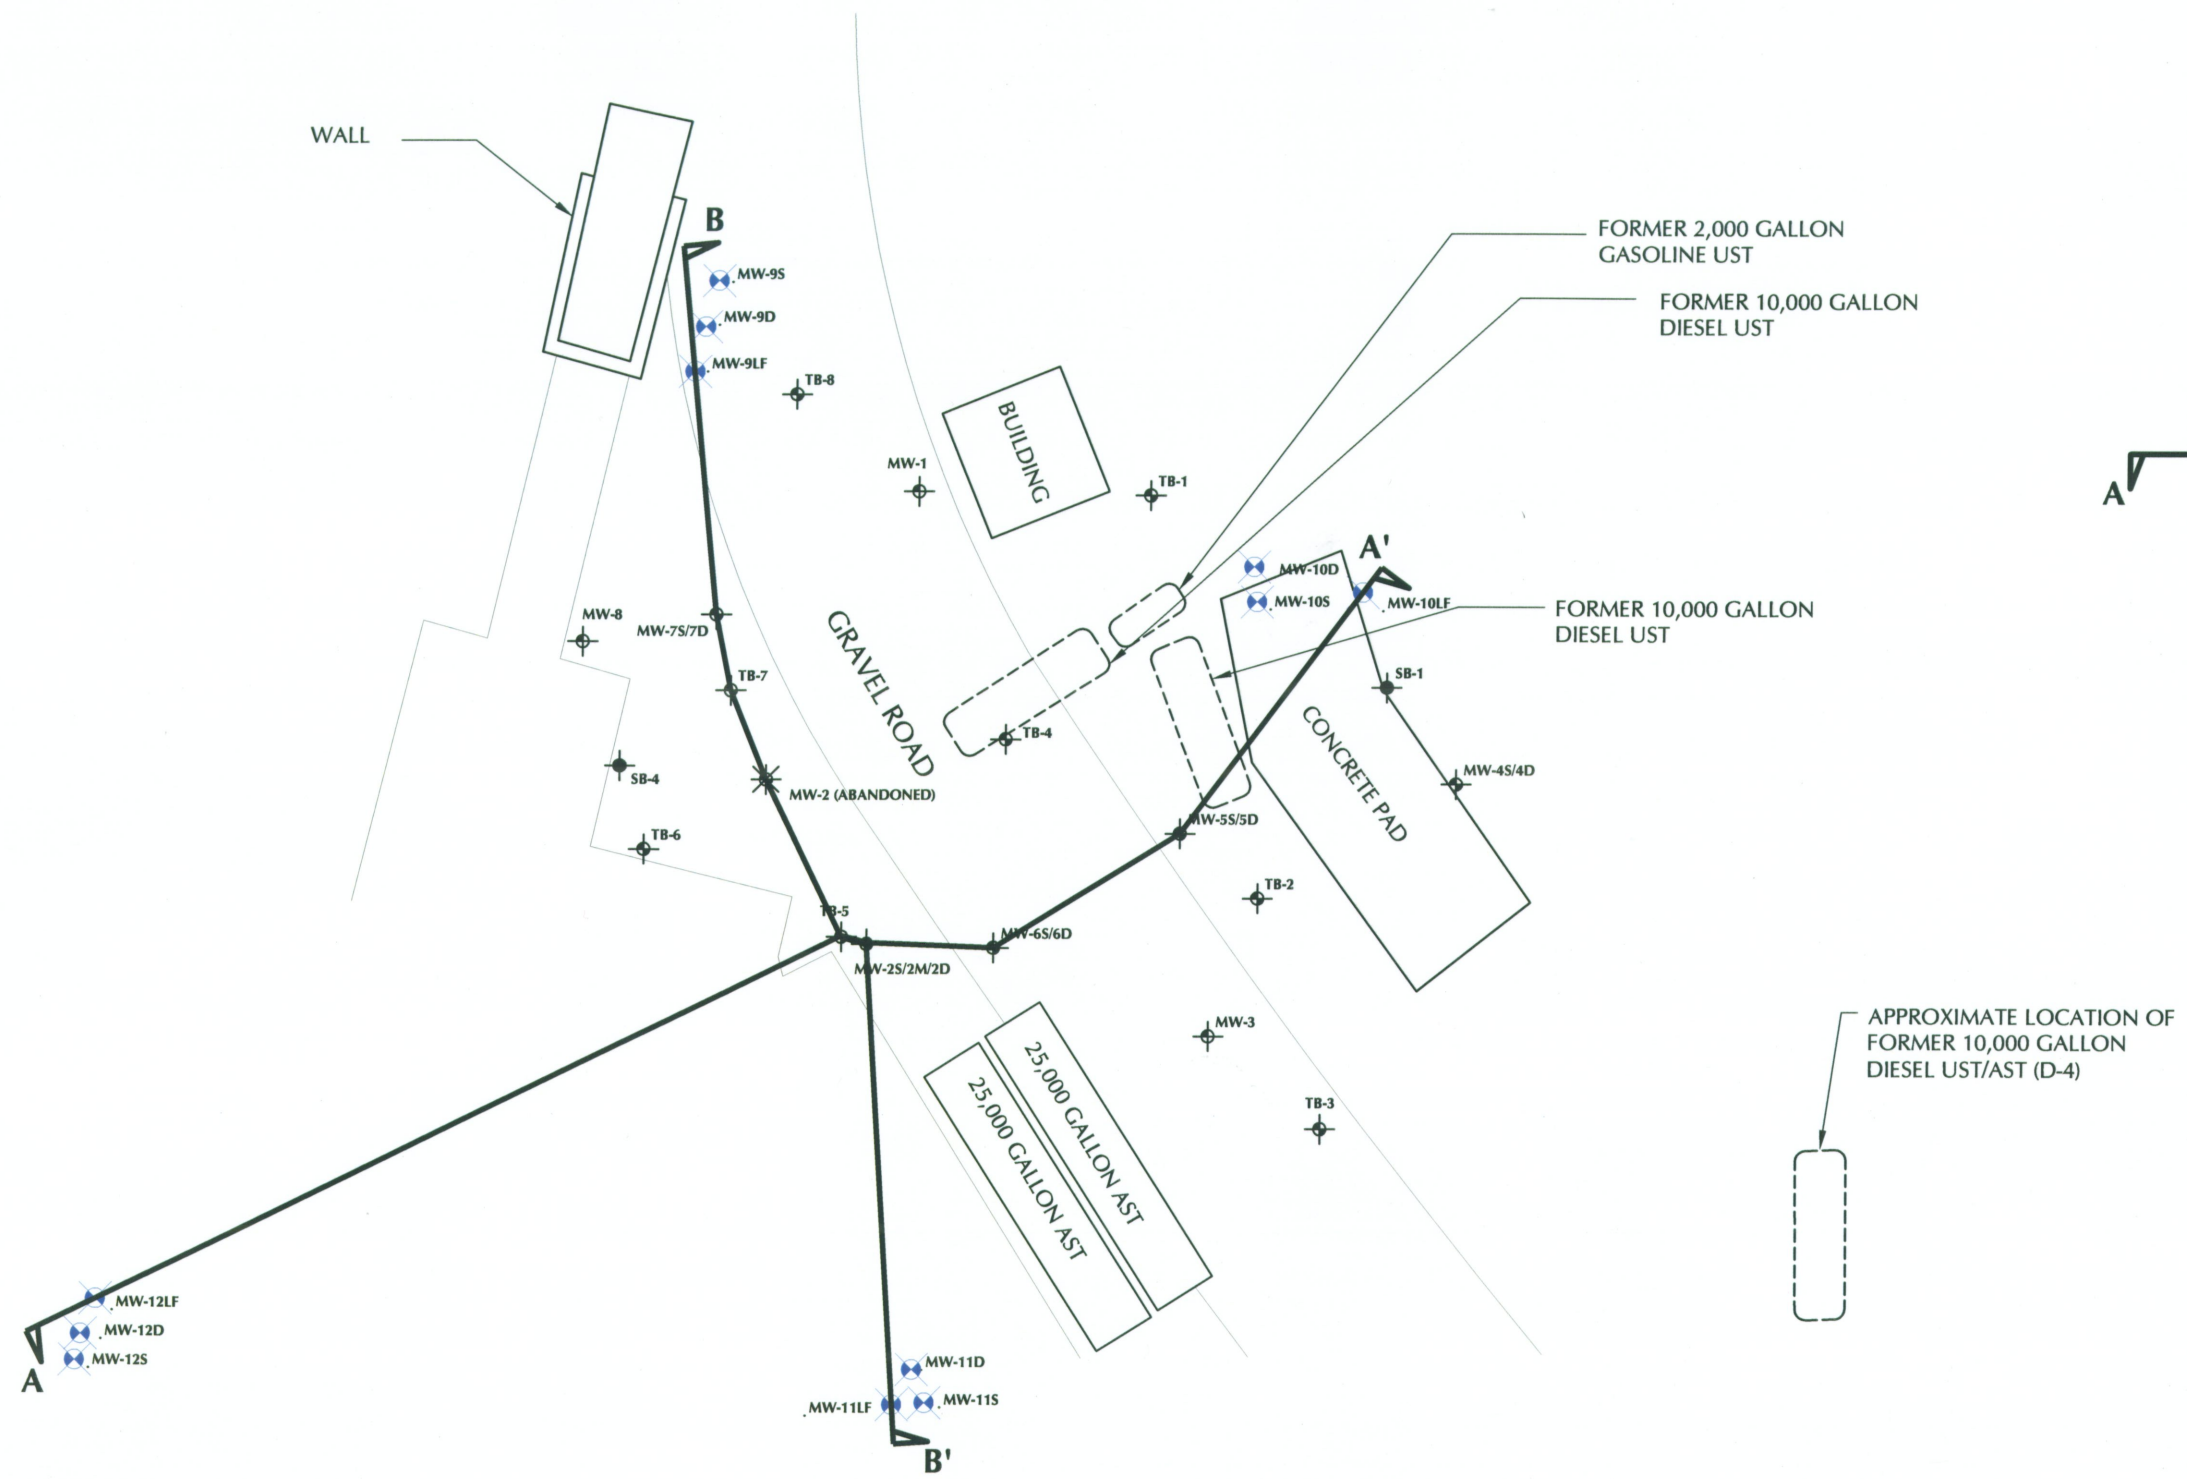 WALL
B
MW-9S
MW-9D
MW-9LF
TB-8
FORMER 2,000 GALLON
GASOLINE UST
FORMER 10,000 GALLON
DIESEL UST
BUILDING
MW-1
TB-1
A
A'
MW-10D
MW-10S
MW-10LF
FORMER 10,000 GALLON
DIESEL UST
MW-8
MW-7S/7D
TB-7
GRAVEL ROAD
SB-1
TB-4
CONCRETE PAD
MW-4S/4D
SB-4
MW-2 (ABANDONED)
TB-6
MW-5S/5D
TB-2
TB-5
MW-6S/6D
MW-2S/2M/2D
MW-3
25,000 GALLON AST
25,000 GALLON AST
TB-3
APPROXIMATE LOCATION OF
FORMER 10,000 GALLON
DIESEL UST/AST (D-4)
MW-12LF
MW-12D
MW-12S
A
MW-11D
MW-11LF
MW-11S
B'